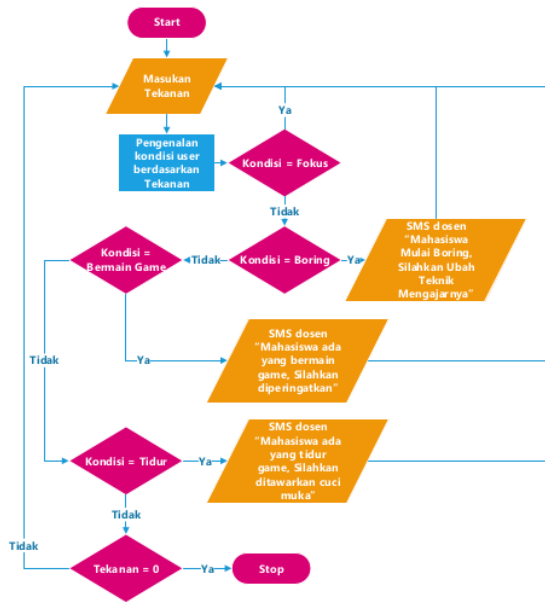 Start
Masukan
Tekanan
Ya
Pengenalan
kondisi user
berdasarkan
Tekanan
Kondisi = Fokus
Tidak
Kondisi =
Bermain Game
Tidak
Kondisi = Boring
Ya
SMS dosen
“Mahasiswa
Mulai Boring,
Silahkan Ubah
Teknik
Mengajarnya”
Tidak
Ya
SMS dosen
“Mahasiswa ada
yang bermain
game, Silahkan
diperingatkan”
Kondisi = Tidur
Ya
SMS dosen
“Mahasiswa ada
yang tidur
game, Silahkan
ditawarkan cuci
muka”
Tidak
Tidak
Tekanan = 0
Ya
Stop